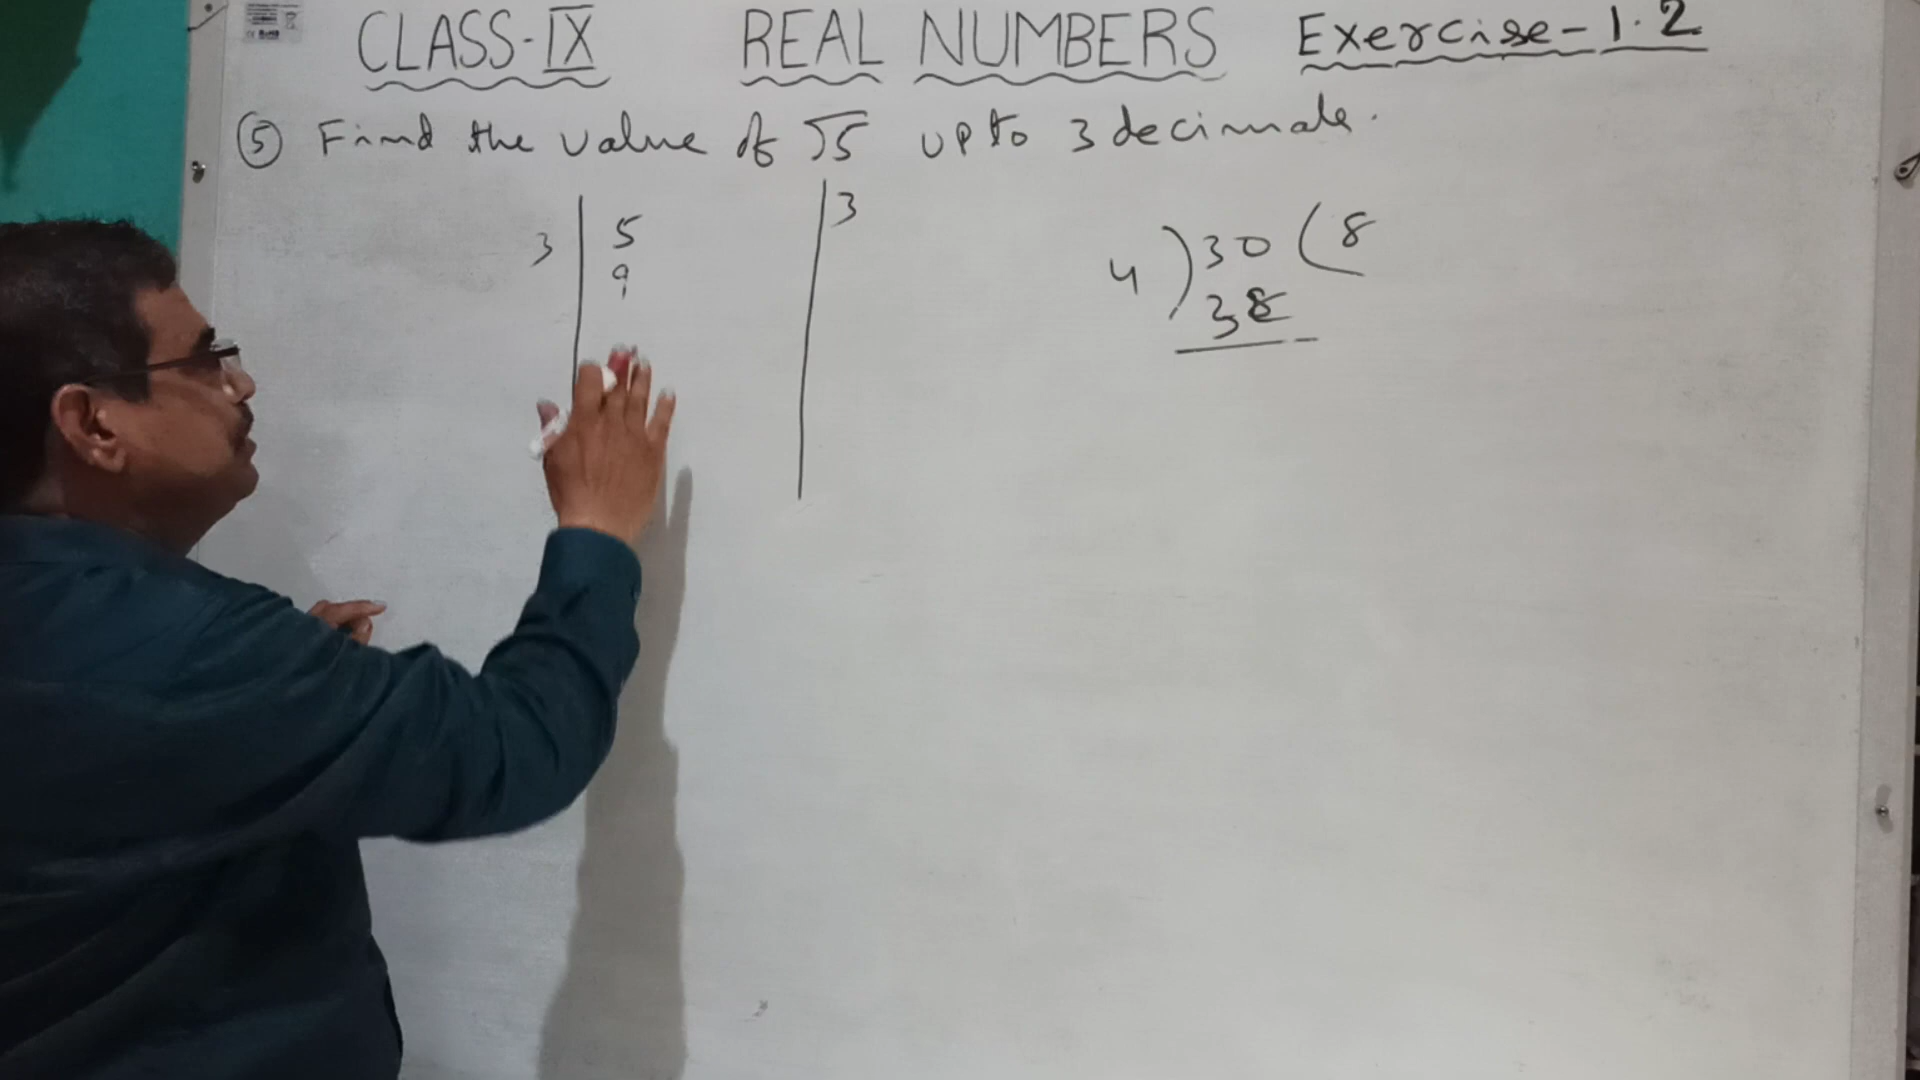 CLASS-IX REAL NUMBERS Exercise-1.2
⑤ Find the value of √5 upto 3 decimals.
3 | 5 | 3
9
4 ) 30 ( 8
38